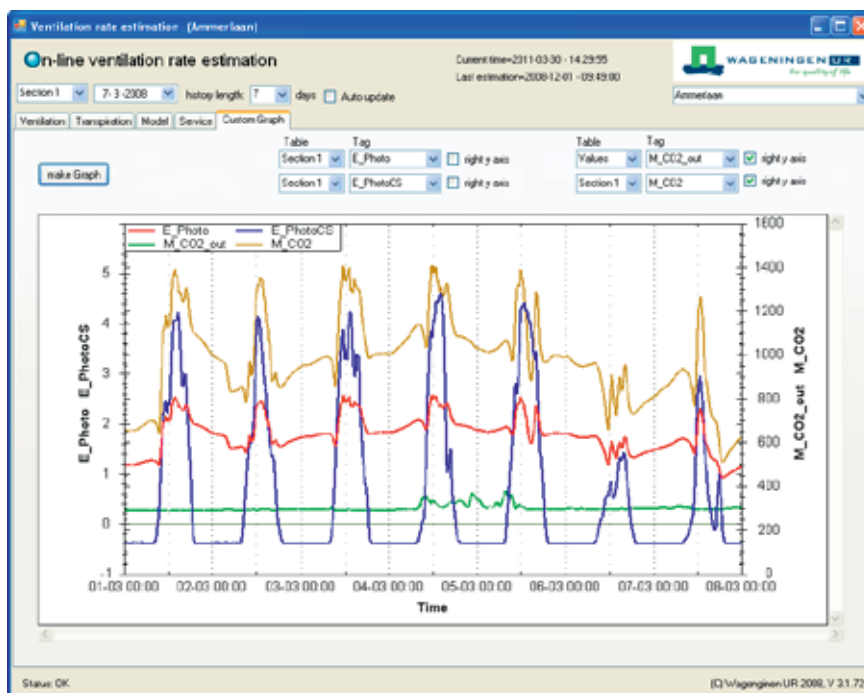 Ventilation rate estimation (Ammerlaan)
On-line ventilation rate estimation
Current time=2011-03-30 - 14:29:55
Last estimation=2008-12-01 - 09:49:00
WAGENINGEN UR
For quality of life
Section 1 7- 3 -2008 history length: 7 days Auto update
Ammerlaan
Ventilation Transpiration Model Service Custom Graph
Table Tag Table Tag
Section 1 E_Photo right y axis Values M_CO2_out right y axis
make Graph
Section 1 E_PhotoCS right y axis Section 1 M_CO2 right y axis
E_Photo E_PhotoCS
M_CO2_out M_CO2
E_Photo E_PhotoCS
5
4
3
2
1
0
-1
1600
1400
1200
1000
800
600
400
200
0
M_CO2_out M_CO2
01-03 00:00 02-03 00:00 03-03 00:00 04-03 00:00 05-03 00:00 06-03 00:00 07-03 00:00 08-03 00:00
Time
Status: OK
(C) Wagenginen UR 2008, V 3.1.72